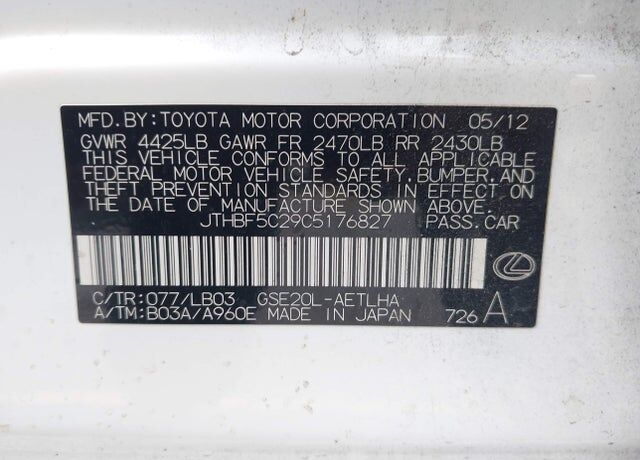 MFD.BY:TOYOTA MOTOR CORPORATION 05/12
GVWR 4425LB GAWR FR 2470LB RR 2430LB
THIS VEHICLE CONFORMS TO ALL APPLICABLE
FEDERAL MOTOR VEHICLE SAFETY,BUMPER,AND
THEFT PREVENTION STANDARDS IN EFFECT ON
THE DATE OF MANUFACTURE SHOWN ABOVE.
JTHBF5C29C5176827 PASS.CAR
C/TR:077/LB03 GSE20L-AETLHA
A/TM:B03A/A960E MADE IN JAPAN 726 A